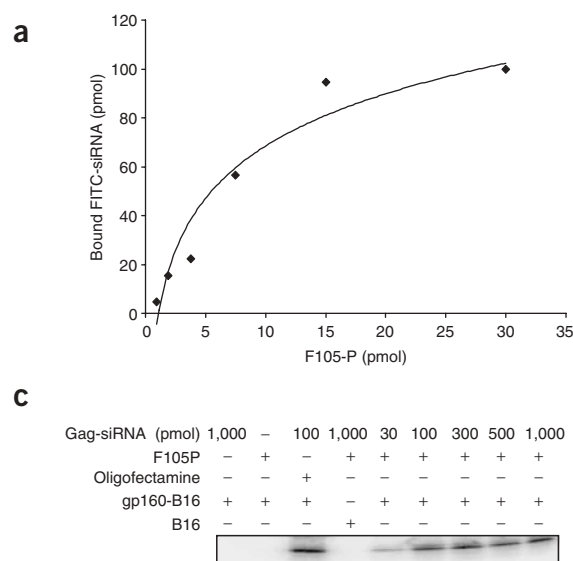 a
120
100
80
60
40
20
0
Bound FITC-siRNA (pmol)
0 5 10 15 20 25 30 35
F105-P (pmol)
c
Gag-siRNA (pmol) 1,000 – 100 1,000 30 100 300 500 1,000
F105P – + – + + + + + +
Oligofectamine – – + – – – – – –
gp160-B16 + + + – + + + + +
B16 – – – + – – – – –